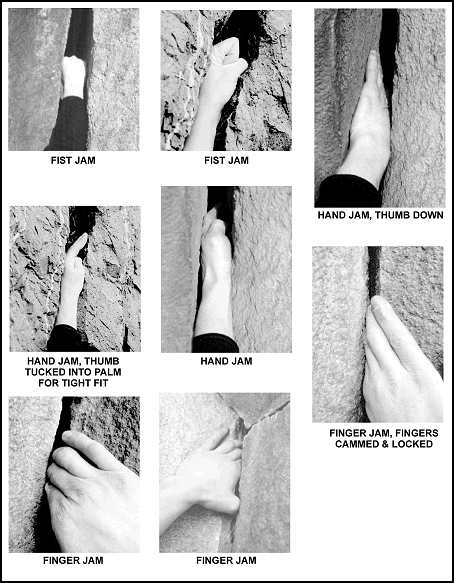 FIST JAM
FIST JAM
HAND JAM, THUMB DOWN
HAND JAM, THUMB
TUCKED INTO PALM
FOR TIGHT FIT
HAND JAM
FINGER JAM, FINGERS
CAMMED & LOCKED
FINGER JAM
FINGER JAM